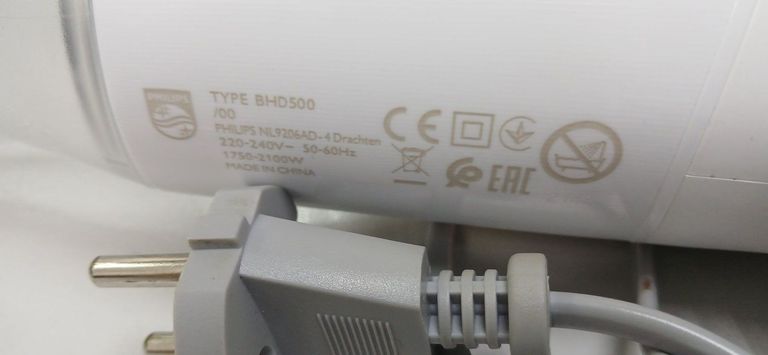 PHILIPS
TYPE BHD500
/00
PHILIPS NL9206AD-4 Drachten
220-240V~ 50-60Hz
1750-2100W
MADE IN CHINA
CE
EAC